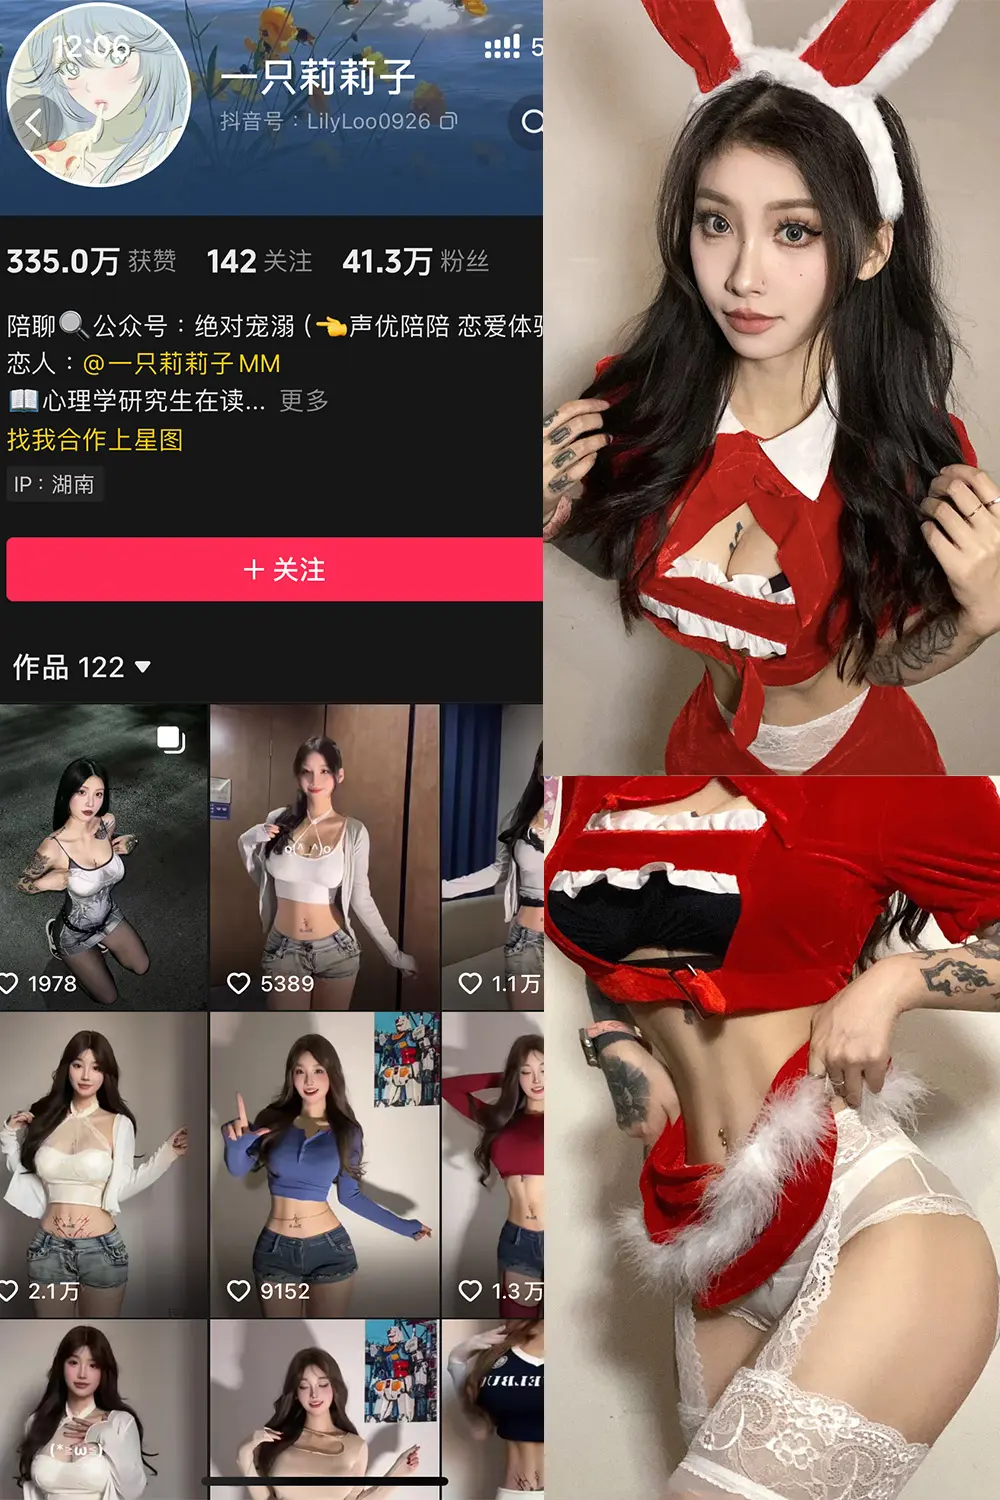 12:06
5
一只莉莉子
抖音号：LilyLoo0926
335.0万 获赞 142 关注 41.3万 粉丝
陪聊🔍公众号：绝对宠溺（👈声优陪陪 恋爱体验
恋人：@一只莉莉子MM
📖心理学研究生在读... 更多
找我合作上星图
IP：湖南
＋ 关注
作品 122
o(^_^)o
1978
5389
1.1万
2.1万
9152
1.3万
(*≥ω≤)